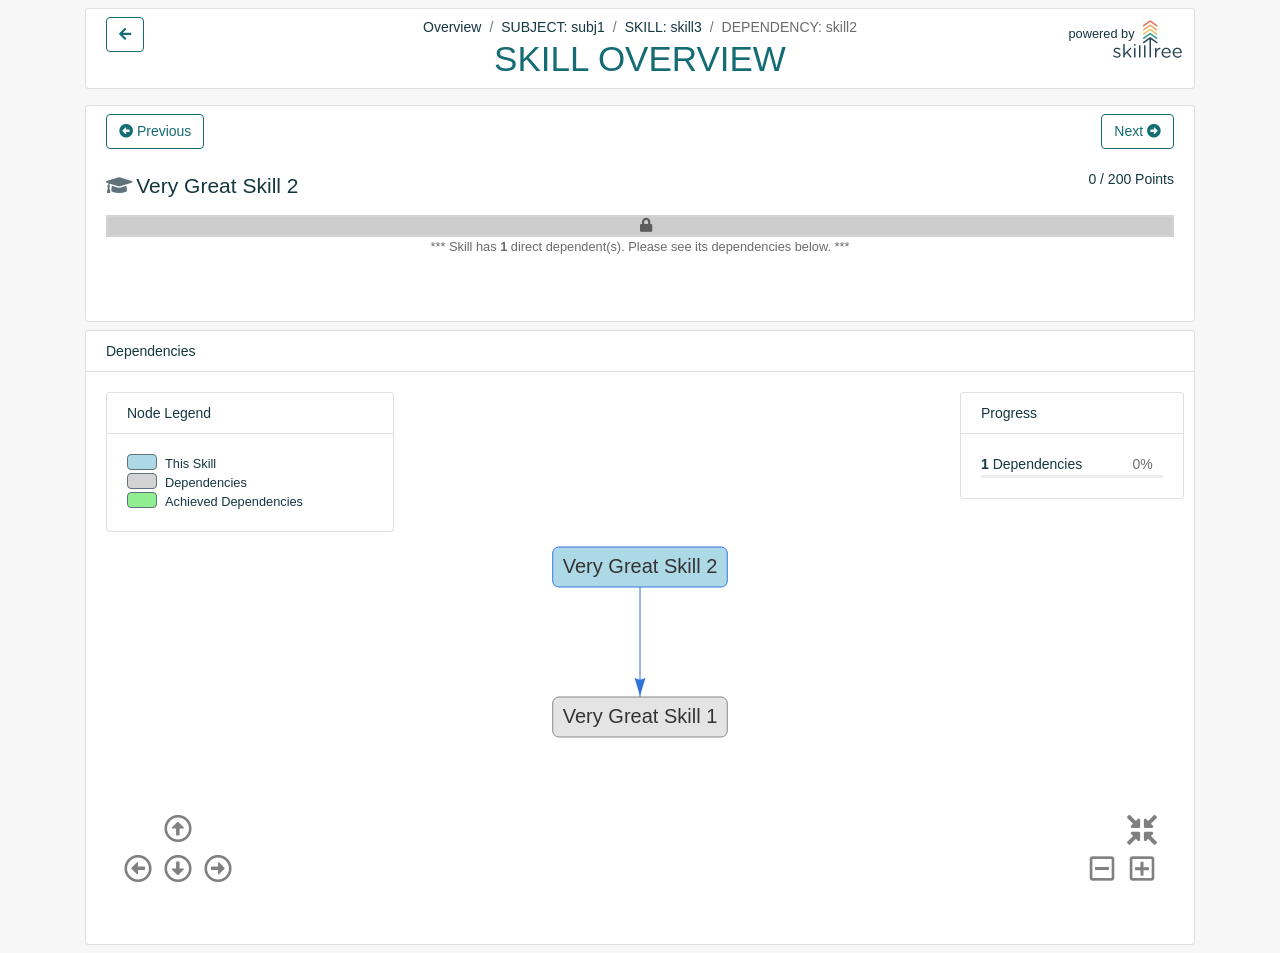 Overview / SUBJECT: subj1 / SKILL: skill3 / DEPENDENCY: skill2
SKILL OVERVIEW
powered by
skilltree
Previous
Next
Very Great Skill 2
0 / 200 Points
*** Skill has 1 direct dependent(s). Please see its dependencies below. ***
Dependencies
Node Legend
This Skill
Dependencies
Achieved Dependencies
Progress
1 Dependencies 0%
Very Great Skill 2
Very Great Skill 1